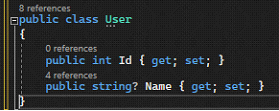 8 references
public class User
{
0 references
public int Id { get; set; }
4 references
public string? Name { get; set; }
}